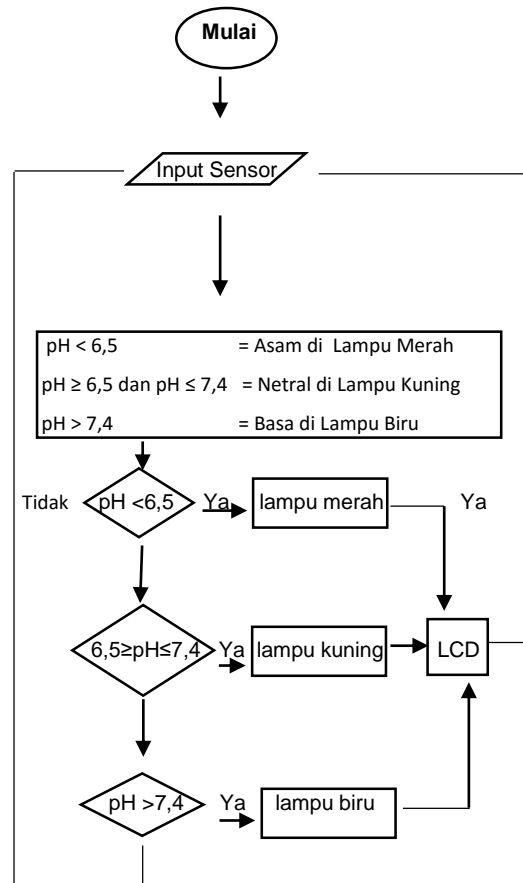 Mulai
Input Sensor
pH < 6,5 = Asam di Lampu Merah
pH ≥ 6,5 dan pH ≤ 7,4 = Netral di Lampu Kuning
pH > 7,4 = Basa di Lampu Biru
Tidak pH <6,5 Ya lampu merah Ya
6,5≥pH≤7,4 Ya lampu kuning LCD
pH >7,4 Ya lampu biru